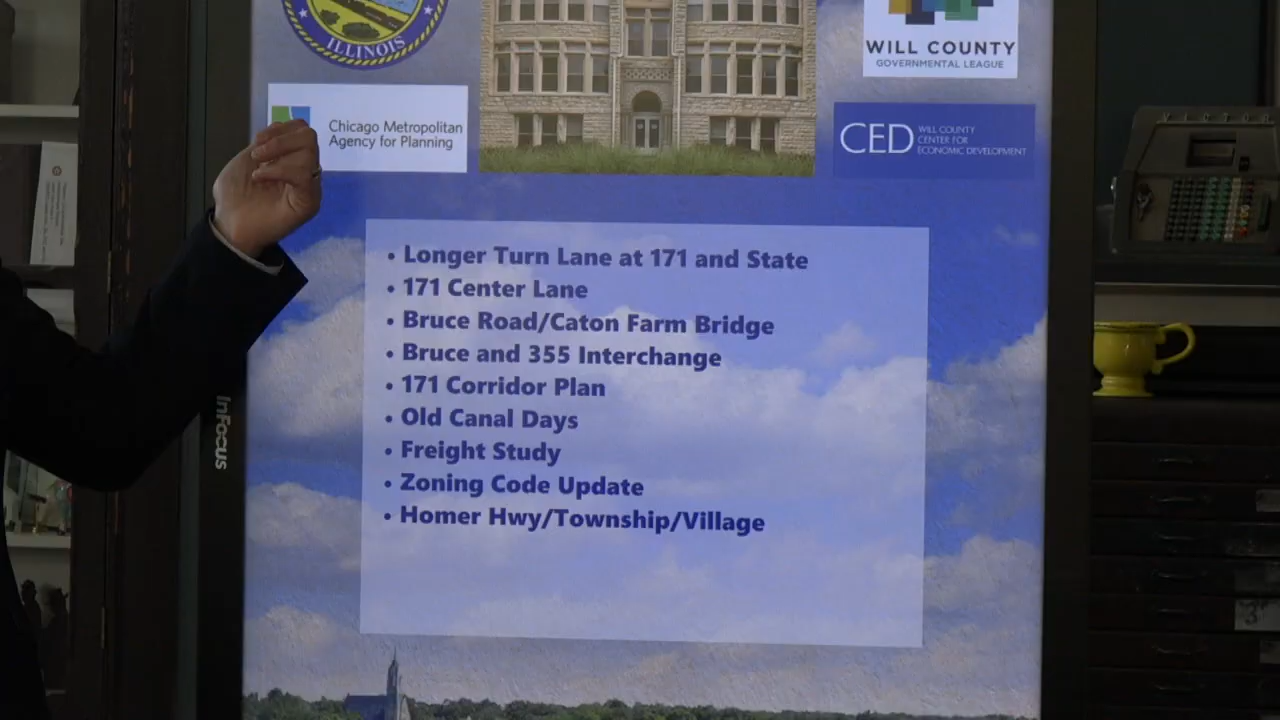 ILLINOIS
WILL COUNTY
GOVERNMENTAL LEAGUE
Chicago Metropolitan
Agency for Planning
CED
WILL COUNTY
CENTER FOR
ECONOMIC DEVELOPMENT
• Longer Turn Lane at 171 and State
• 171 Center Lane
• Bruce Road/Caton Farm Bridge
• Bruce and 355 Interchange
• 171 Corridor Plan
• Old Canal Days
• Freight Study
• Zoning Code Update
• Homer Hwy/Township/Village
InFocus